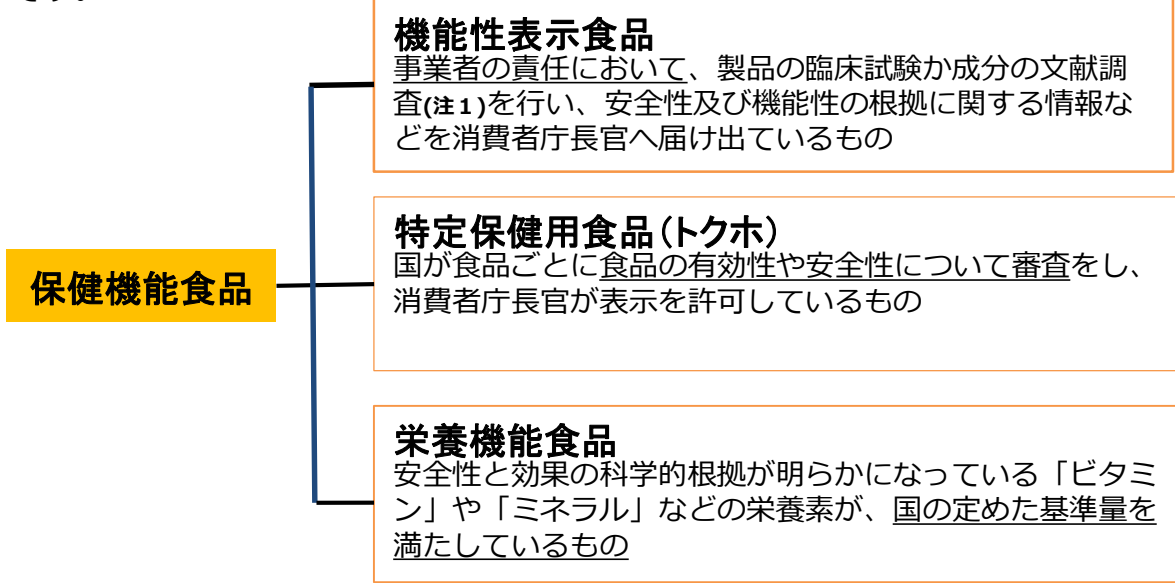 機能性表示食品
事業者の責任において、製品の臨床試験か成分の文献調
査(注1)を行い、安全性及び機能性の根拠に関する情報な
どを消費者庁長官へ届け出ているもの
特定保健用食品(トクホ)
国が食品ごとに食品の有効性や安全性について審査をし、
消費者庁長官が表示を許可しているもの
保健機能食品
栄養機能食品
安全性と効果の科学的根拠が明らかになっている「ビタミ
ン」や「ミネラル」などの栄養素が、国の定めた基準量を
満たしているもの